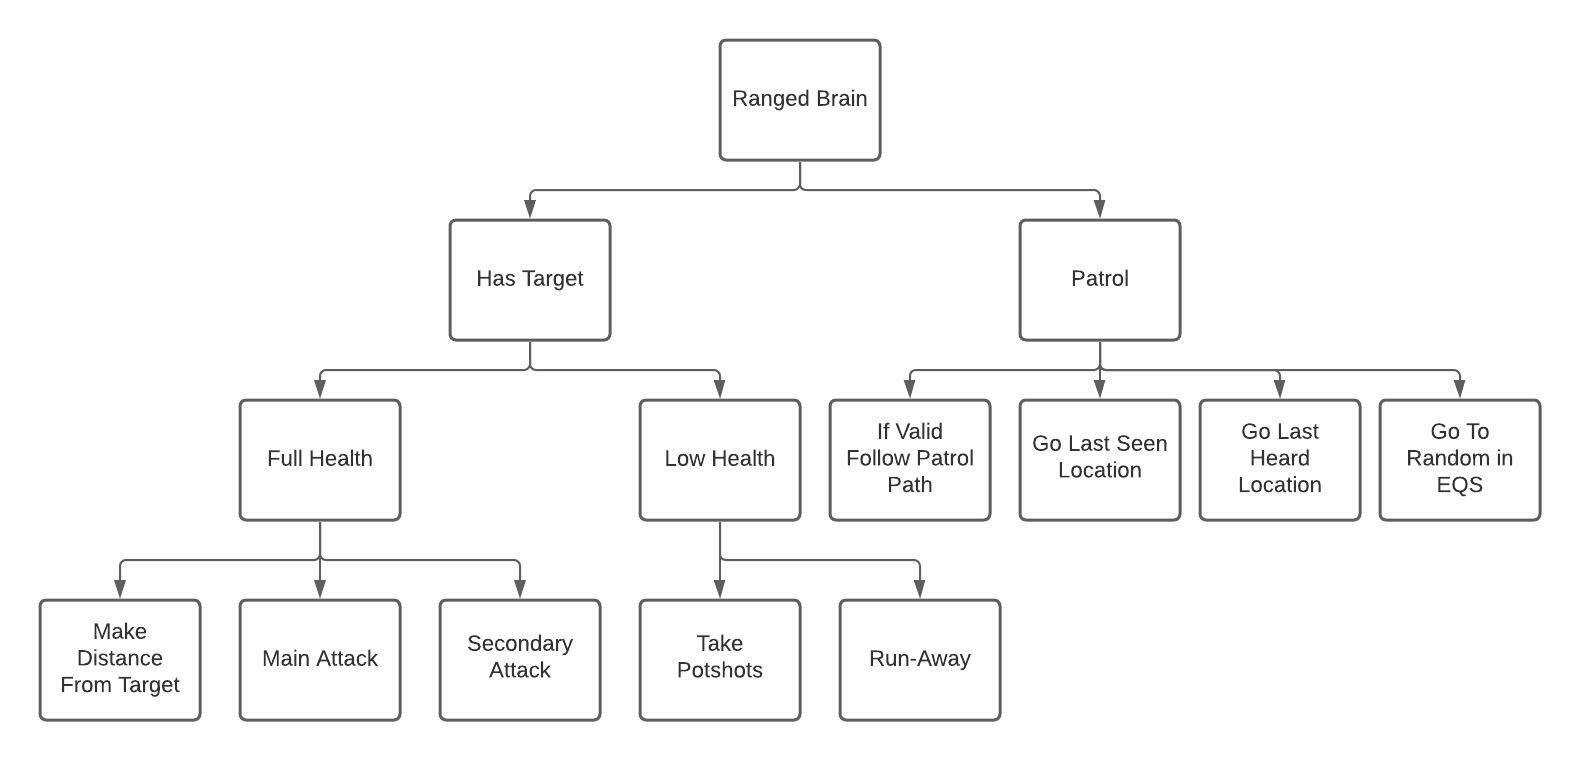 Ranged Brain
Has Target
Patrol
Full Health
Low Health
If Valid
Follow Patrol
Path
Go Last Seen
Location
Go Last
Heard
Location
Go To
Random in
EQS
Make
Distance
From Target
Main Attack
Secondary
Attack
Take
Potshots
Run-Away